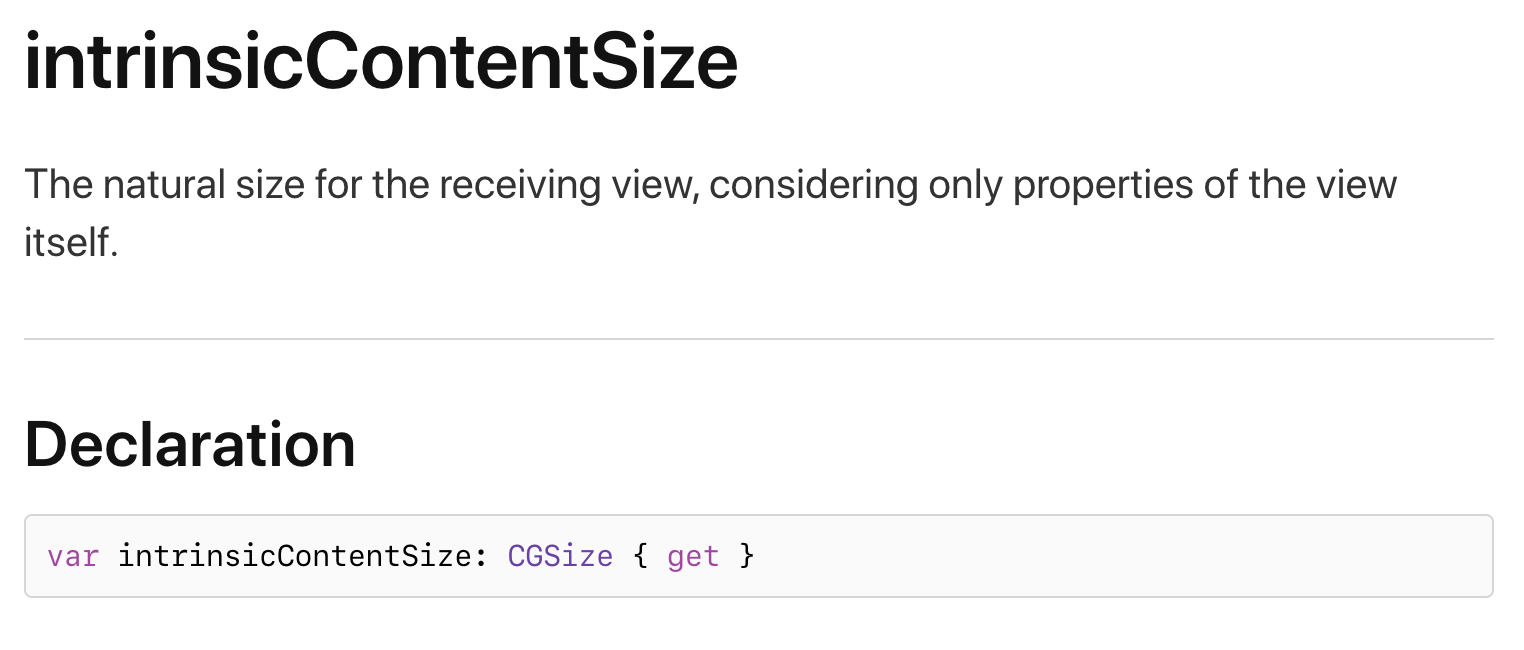 intrinsicContentSize
The natural size for the receiving view, considering only properties of the view
itself.
Declaration
var intrinsicContentSize: CGSize { get }